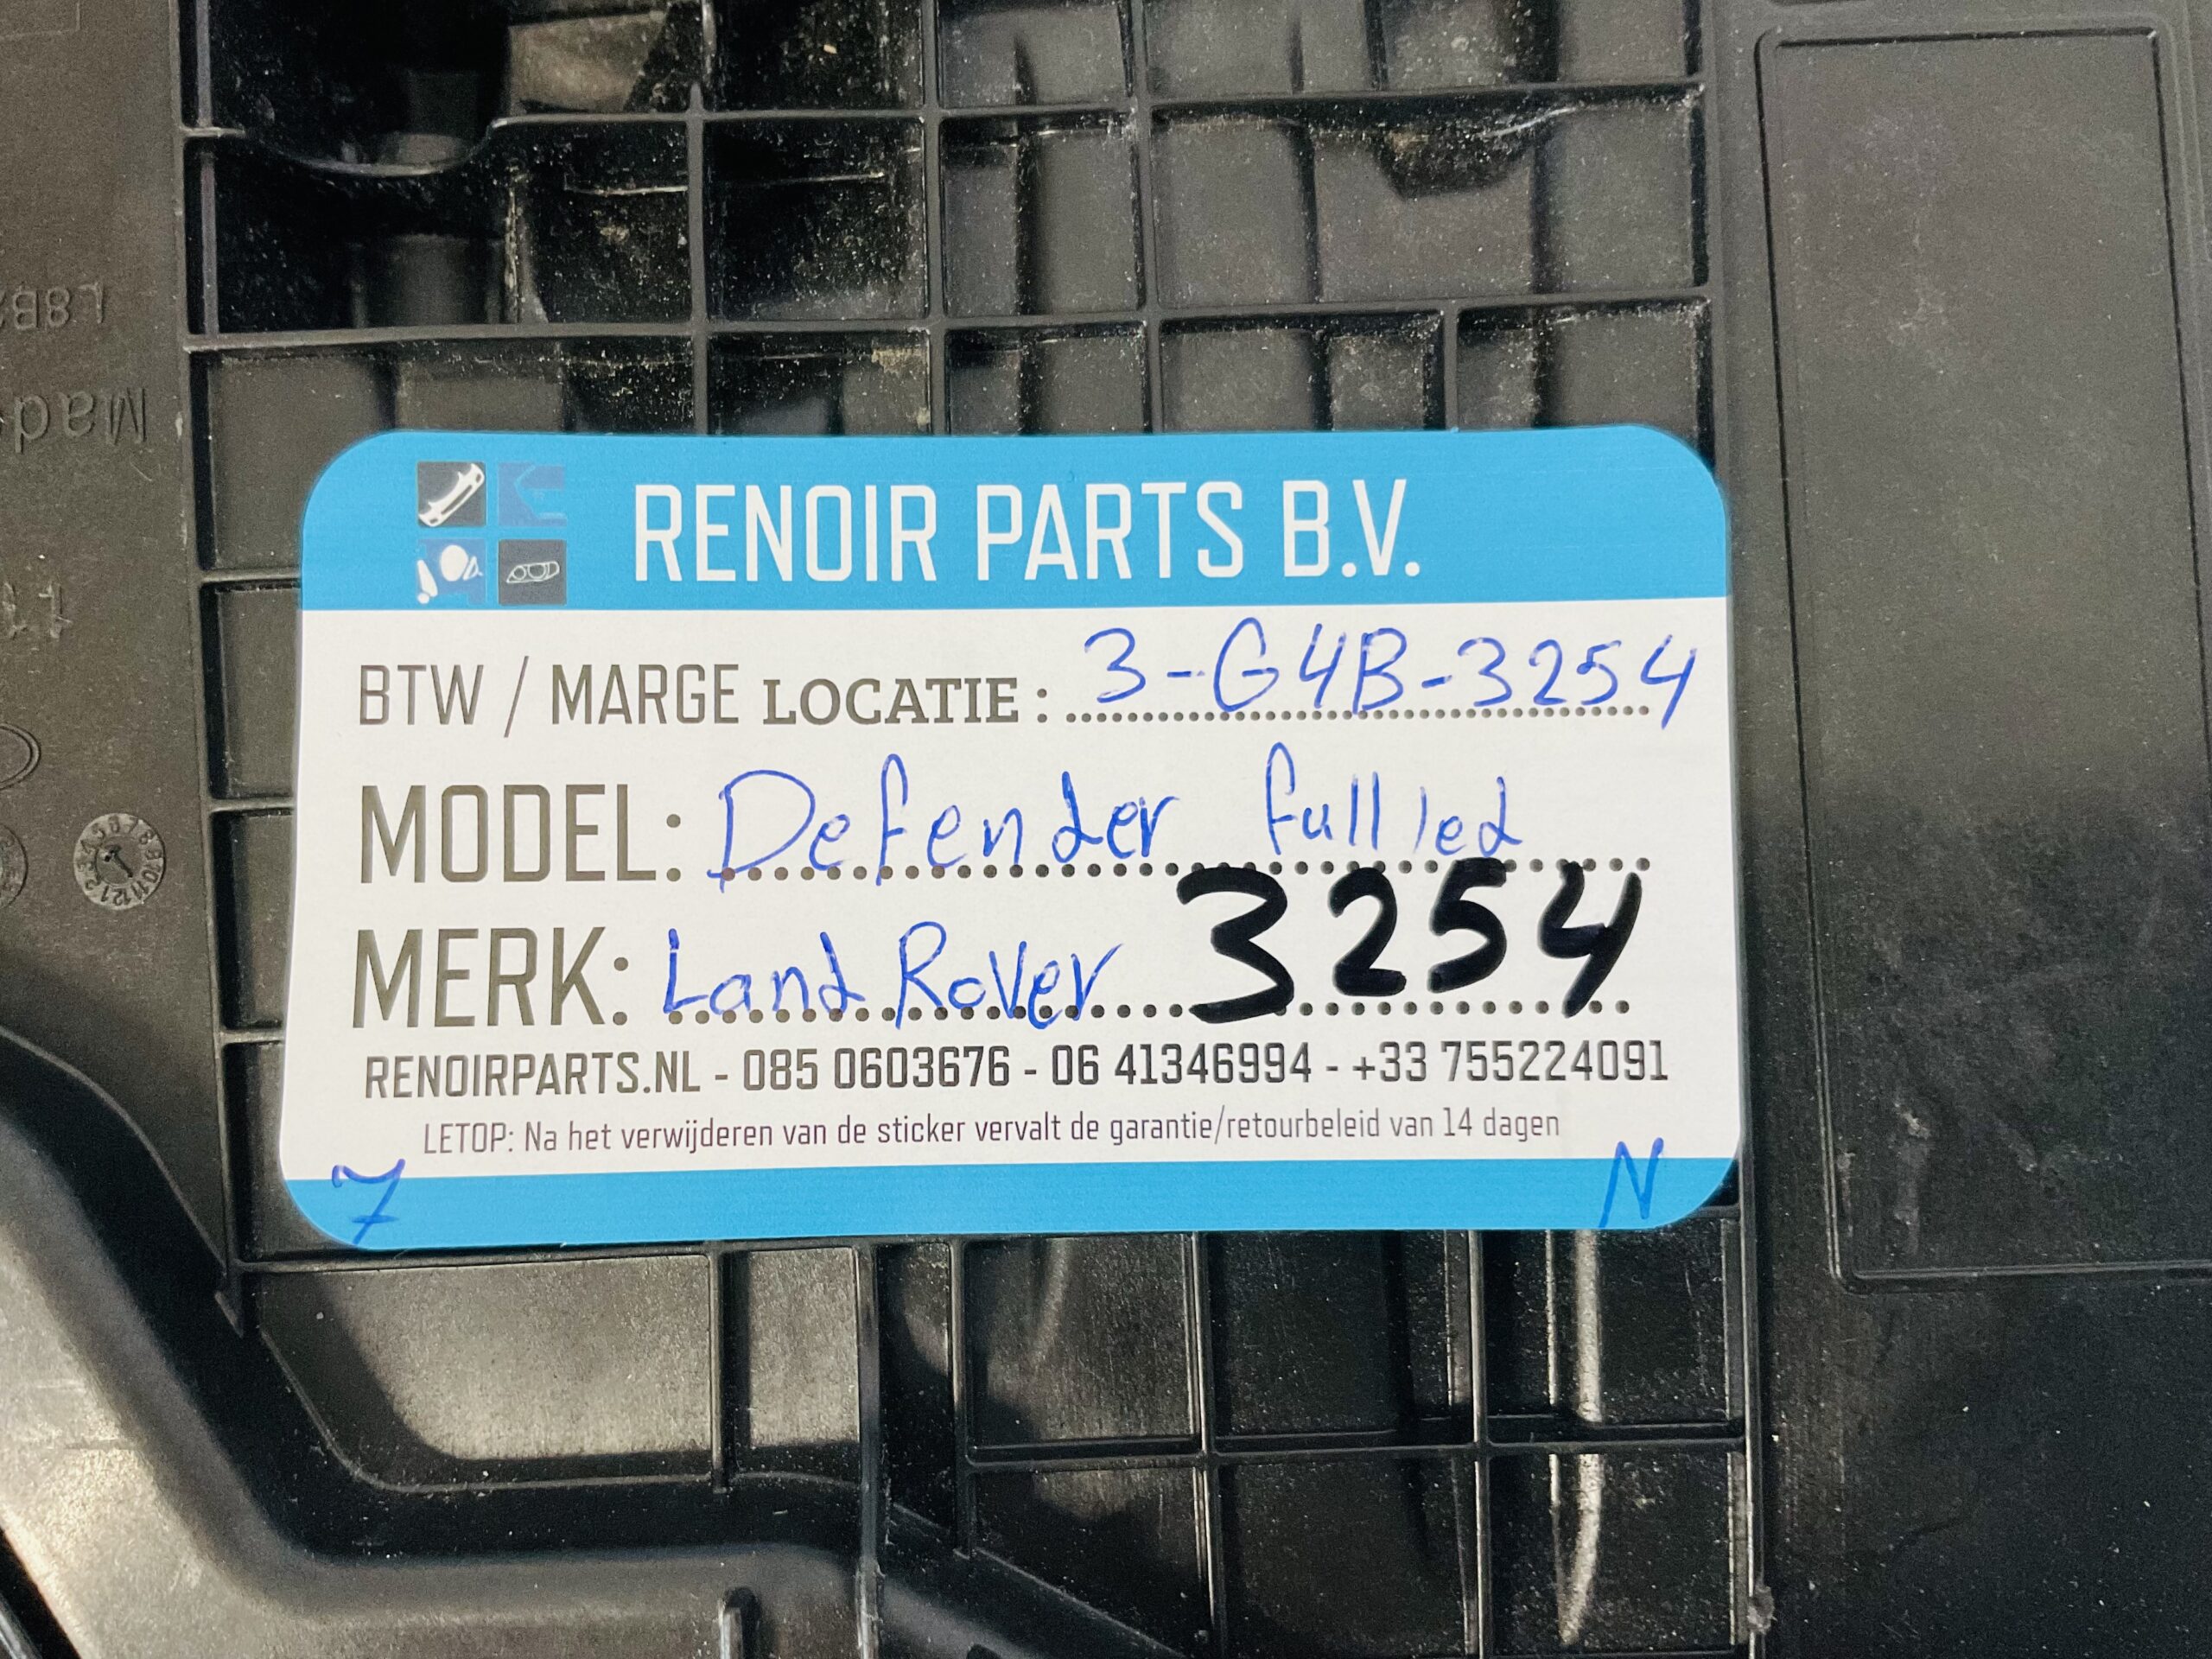 RENOIR PARTS B.V.
BTW / MARGE LOCATIE : 3-G4B-3254
MODEL: Defender full led
MERK: Land Rover 3254
RENOIRPARTS.NL - 085 0603676 - 06 41346994 - +33 755224091
LETOP: Na het verwijderen van de sticker vervalt de garantie/retourbeleid van 14 dagen
7 N